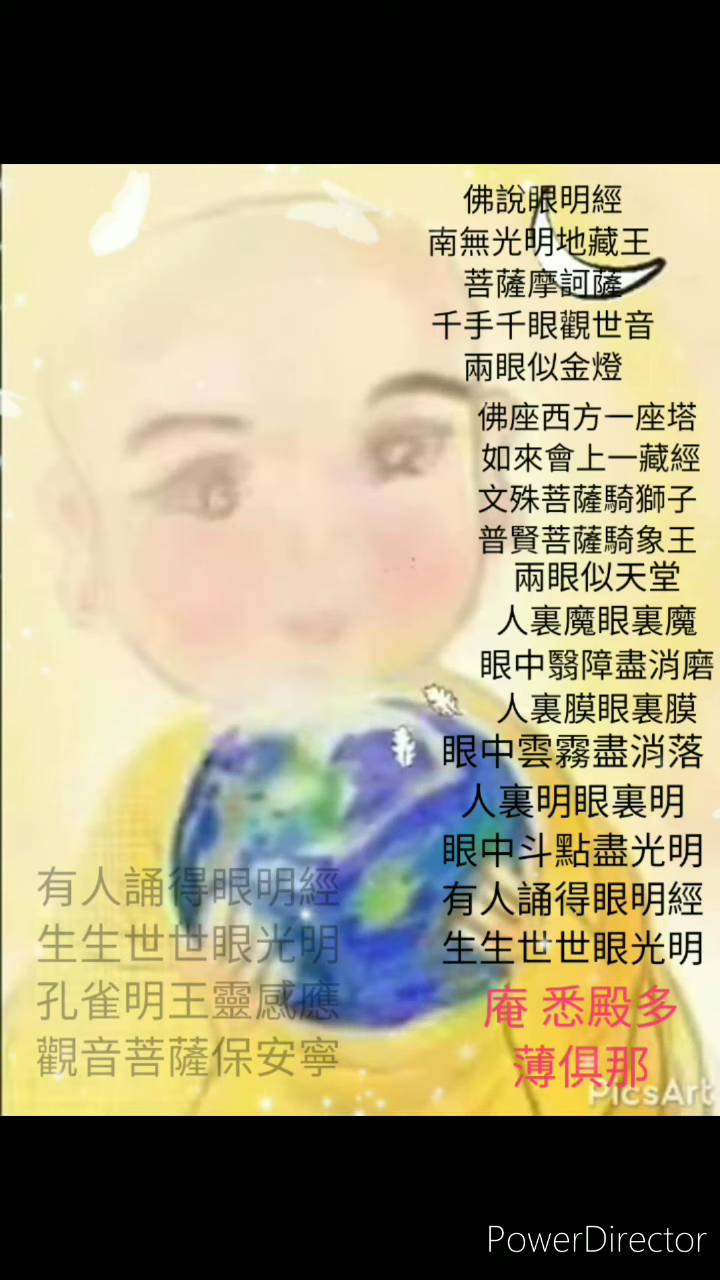 佛說眼明經
南無光明地藏王
菩薩摩訶薩
千手千眼觀世音
兩眼似金燈
佛座西方一座塔
如來會上一藏經
文殊菩薩騎獅子
普賢菩薩騎象王
兩眼似天堂
人裏魔眼裏魔
眼中翳障盡消磨
人裏膜眼裏膜
眼中雲霧盡消落
人裏明眼裏明
眼中斗點盡光明
有人誦得眼明經
生生世世眼光明
庵 悉殿多
薄俱那
有人誦得眼明經
生生世世眼光明
孔雀明王靈感應
觀音菩薩保安寧
PicsArt
PowerDirector